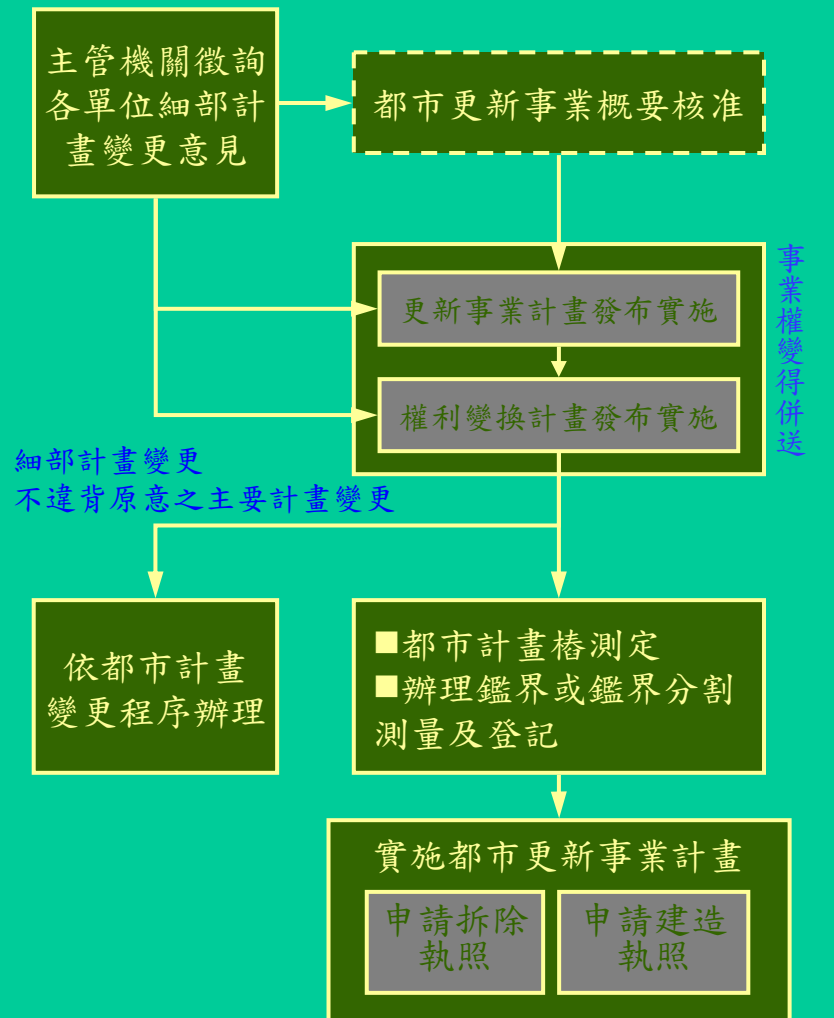 主管機關徵詢
各單位細部計
畫變更意見
都市更新事業概要核准
更新事業計畫發布實施
權利變換計畫發布實施
事業權變得併送
細部計畫變更
不違背原意之主要計畫變更
依都市計畫
變更程序辦理
■都市計畫樁測定
■辦理鑑界或鑑界分割
測量及登記
實施都市更新事業計畫
申請拆除
執照
申請建造
執照